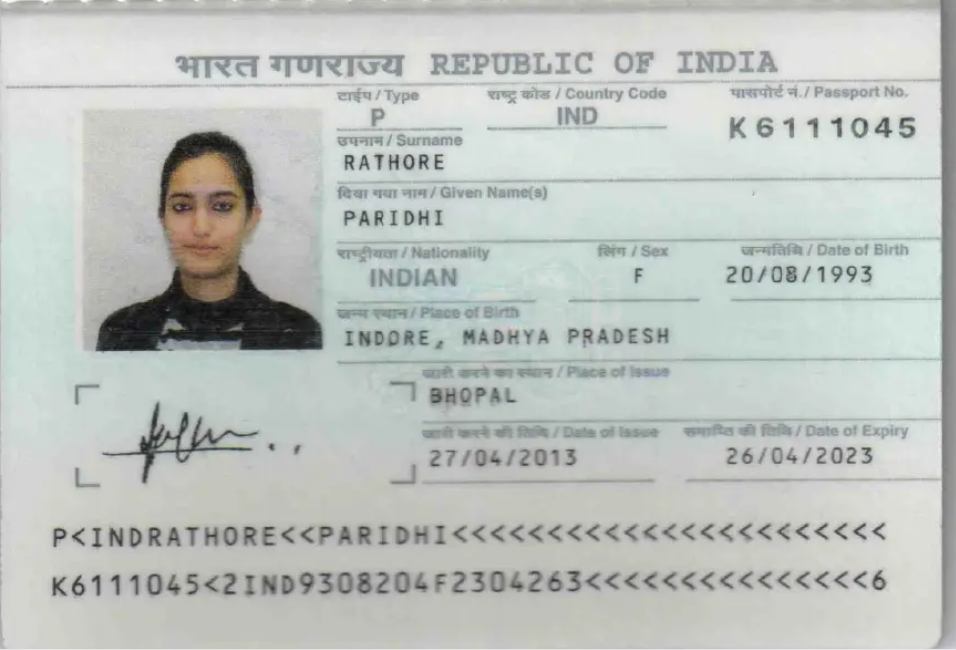 भारत गणराज्य REPUBLIC OF INDIA
टाईप / Type राष्ट्र कोड / Country Code पासपोर्ट नं. / Passport No.
P IND K6111045
उपनाम / Surname
RATHORE
दिया गया नाम / Given Name(s)
PARIDHI
राष्ट्रीयता / Nationality लिंग / Sex जन्मतिथि / Date of Birth
INDIAN F 20/08/1993
जन्म स्थान / Place of Birth
INDORE, MADHYA PRADESH
जारी करने का स्थान / Place of Issue
BHOPAL
जारी करने की तिथि / Date of Issue समाप्ति की तिथि / Date of Expiry
27/04/2013 26/04/2023
P<INDRATHORE<<PARIDHI<<<<<<<<<<<<<<<<<<<<<<<
K6111045<2IND9308204F2304263<<<<<<<<<<<<<<<6